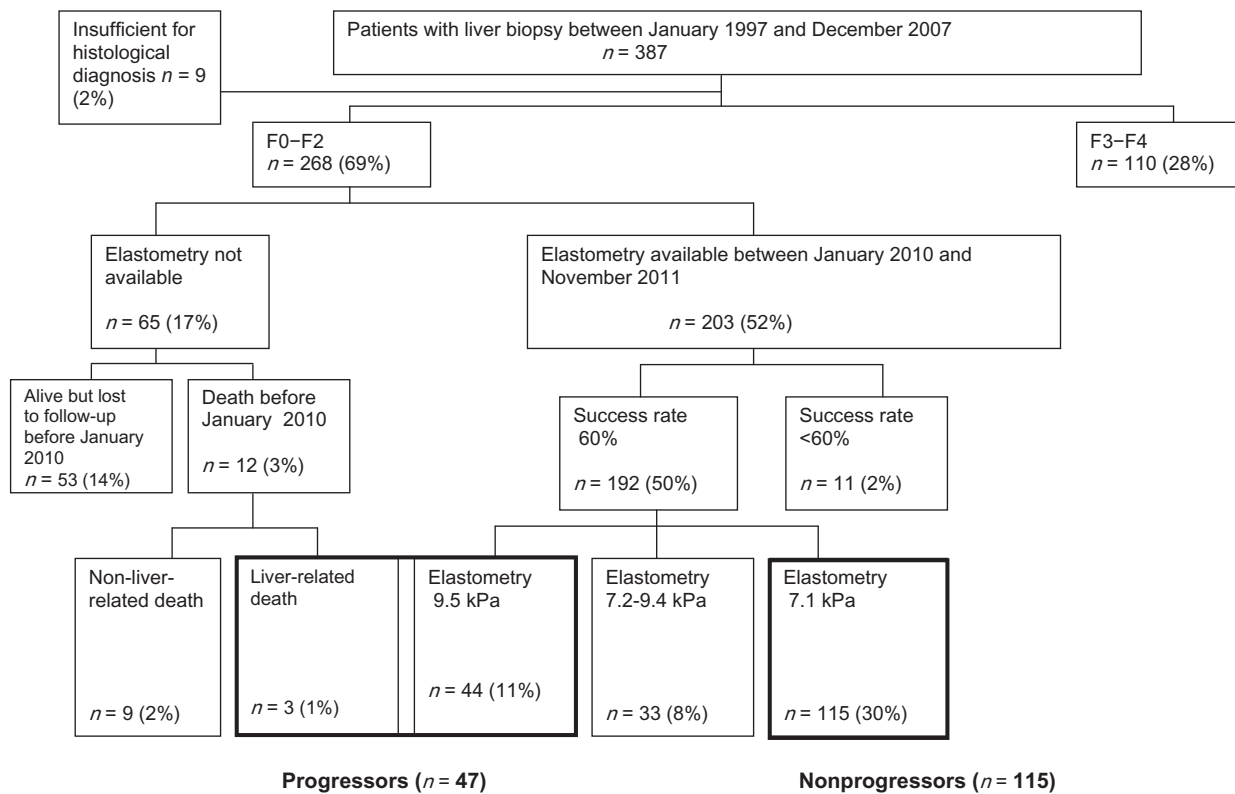 Insufficient for
histological
diagnosis n = 9
(2%)
Patients with liver biopsy between January 1997 and December 2007
n = 387
F0−F2
n = 268 (69%)
F3−F4
n = 110 (28%)
Elastometry not
available
n = 65 (17%)
Elastometry available between January 2010 and
November 2011
n = 203 (52%)
Alive but lost
to follow-up
before January
2010
n = 53 (14%)
Death before
January 2010
n = 12 (3%)
Success rate
60%
n = 192 (50%)
Success rate
<60%
n = 11 (2%)
Non-liver-
related death
n = 9 (2%)
Liver-related
death
n = 3 (1%)
Elastometry
9.5 kPa
n = 44 (11%)
Elastometry
7.2-9.4 kPa
n = 33 (8%)
Elastometry
7.1 kPa
n = 115 (30%)
Progressors (n = 47)
Nonprogressors (n = 115)